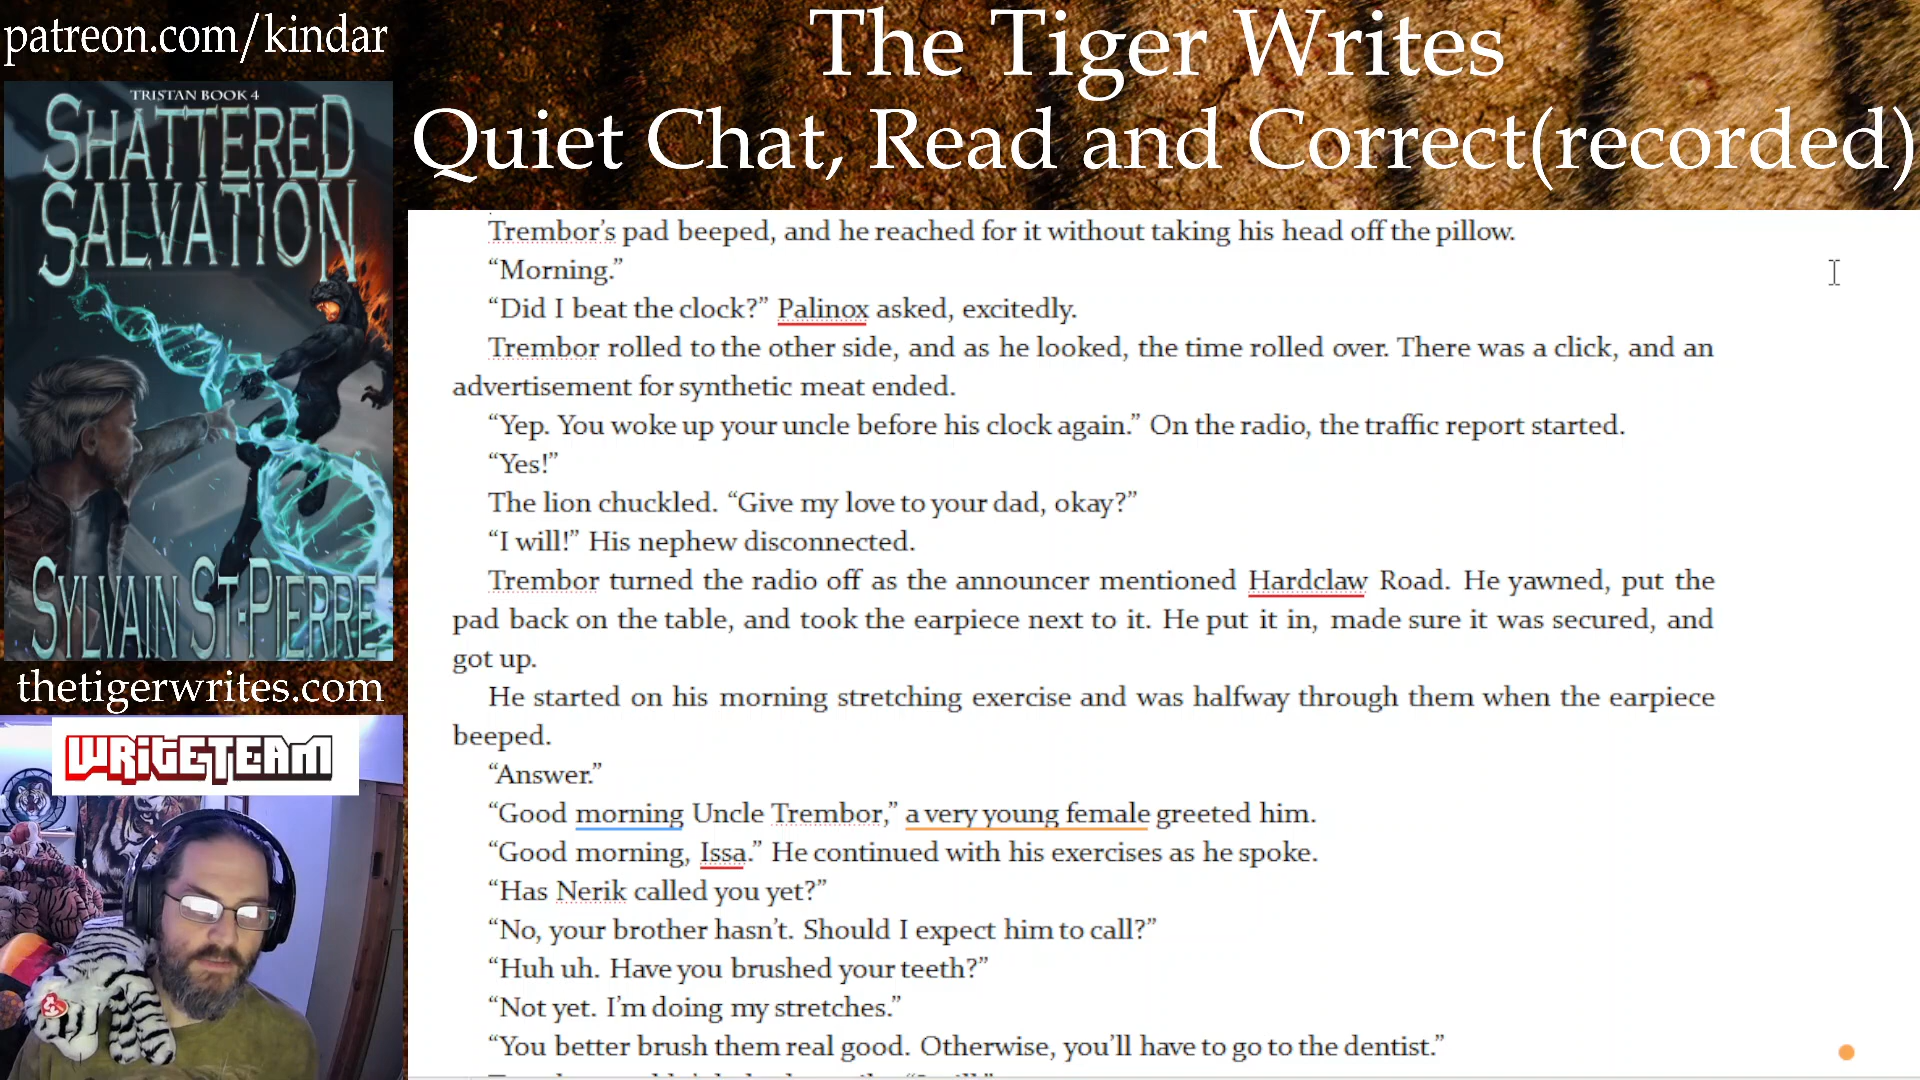 patreon.com/kindar
The Tiger Writes
Quiet Chat, Read and Correct(recorded)
TRISTAN BOOK 4
SHATTERED
SALVATION
SYLVAIN ST-PIERRE
thetigerwrites.com
WRITETEAM
Trembor’s pad beeped, and he reached for it without taking his head off the pillow.
“Morning.”
“Did I beat the clock?” Palinox asked, excitedly.
Trembor rolled to the other side, and as he looked, the time rolled over. There was a click, and an
advertisement for synthetic meat ended.
“Yep. You woke up your uncle before his clock again.” On the radio, the traffic report started.
“Yes!”
The lion chuckled. “Give my love to your dad, okay?”
“I will!” His nephew disconnected.
Trembor turned the radio off as the announcer mentioned Hardclaw Road. He yawned, put the
pad back on the table, and took the earpiece next to it. He put it in, made sure it was secured, and
got up.
He started on his morning stretching exercise and was halfway through them when the earpiece
beeped.
“Answer.”
“Good morning Uncle Trembor,” a very young female greeted him.
“Good morning, Issa.” He continued with his exercises as he spoke.
“Has Nerik called you yet?”
“No, your brother hasn’t. Should I expect him to call?”
“Huh uh. Have you brushed your teeth?”
“Not yet. I’m doing my stretches.”
“You better brush them real good. Otherwise, you’ll have to go to the dentist.”